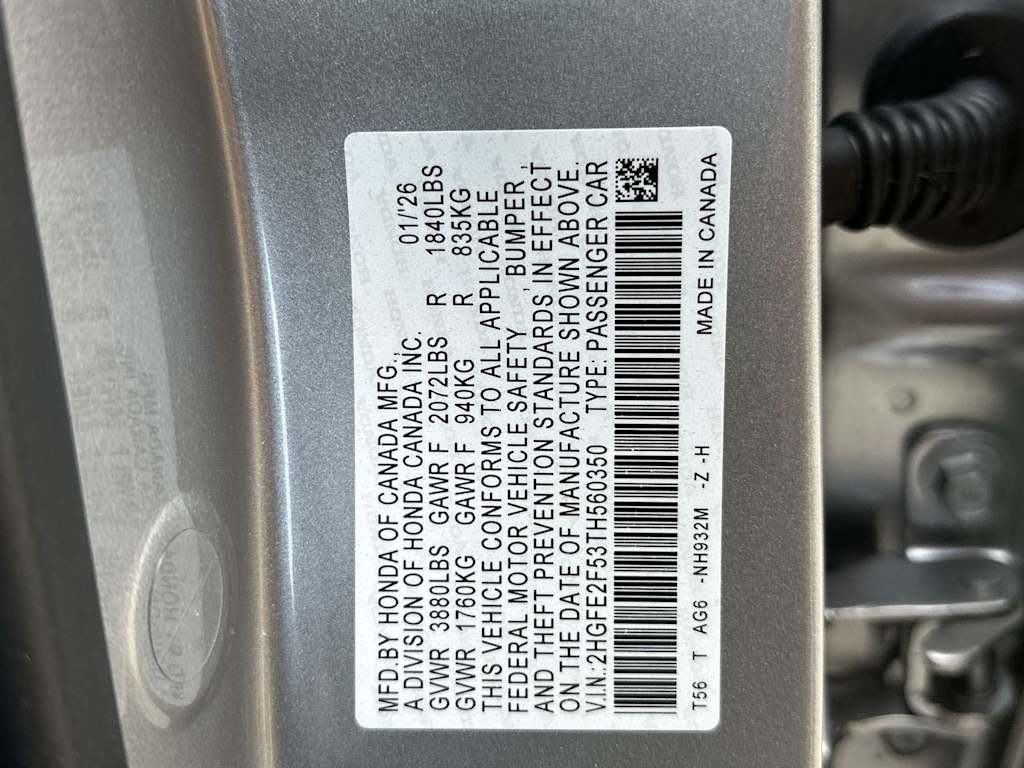 MFD.BY HONDA OF CANADA MFG., 01/'26
A DIVISION OF HONDA CANADA INC.
GVWR 3880LBS GAWR F 2072LBS R 1840LBS
GVWR 1760KG GAWR F 940KG R 835KG
THIS VEHICLE CONFORMS TO ALL APPLICABLE
FEDERAL MOTOR VEHICLE SAFETY, BUMPER,
AND THEFT PREVENTION STANDARDS IN EFFECT
ON THE DATE OF MANUFACTURE SHOWN ABOVE.
V.I.N.:2HGFE2F53TH560350 TYPE: PASSENGER CAR
T56 T AG6 -NH932M -Z -H MADE IN CANADA